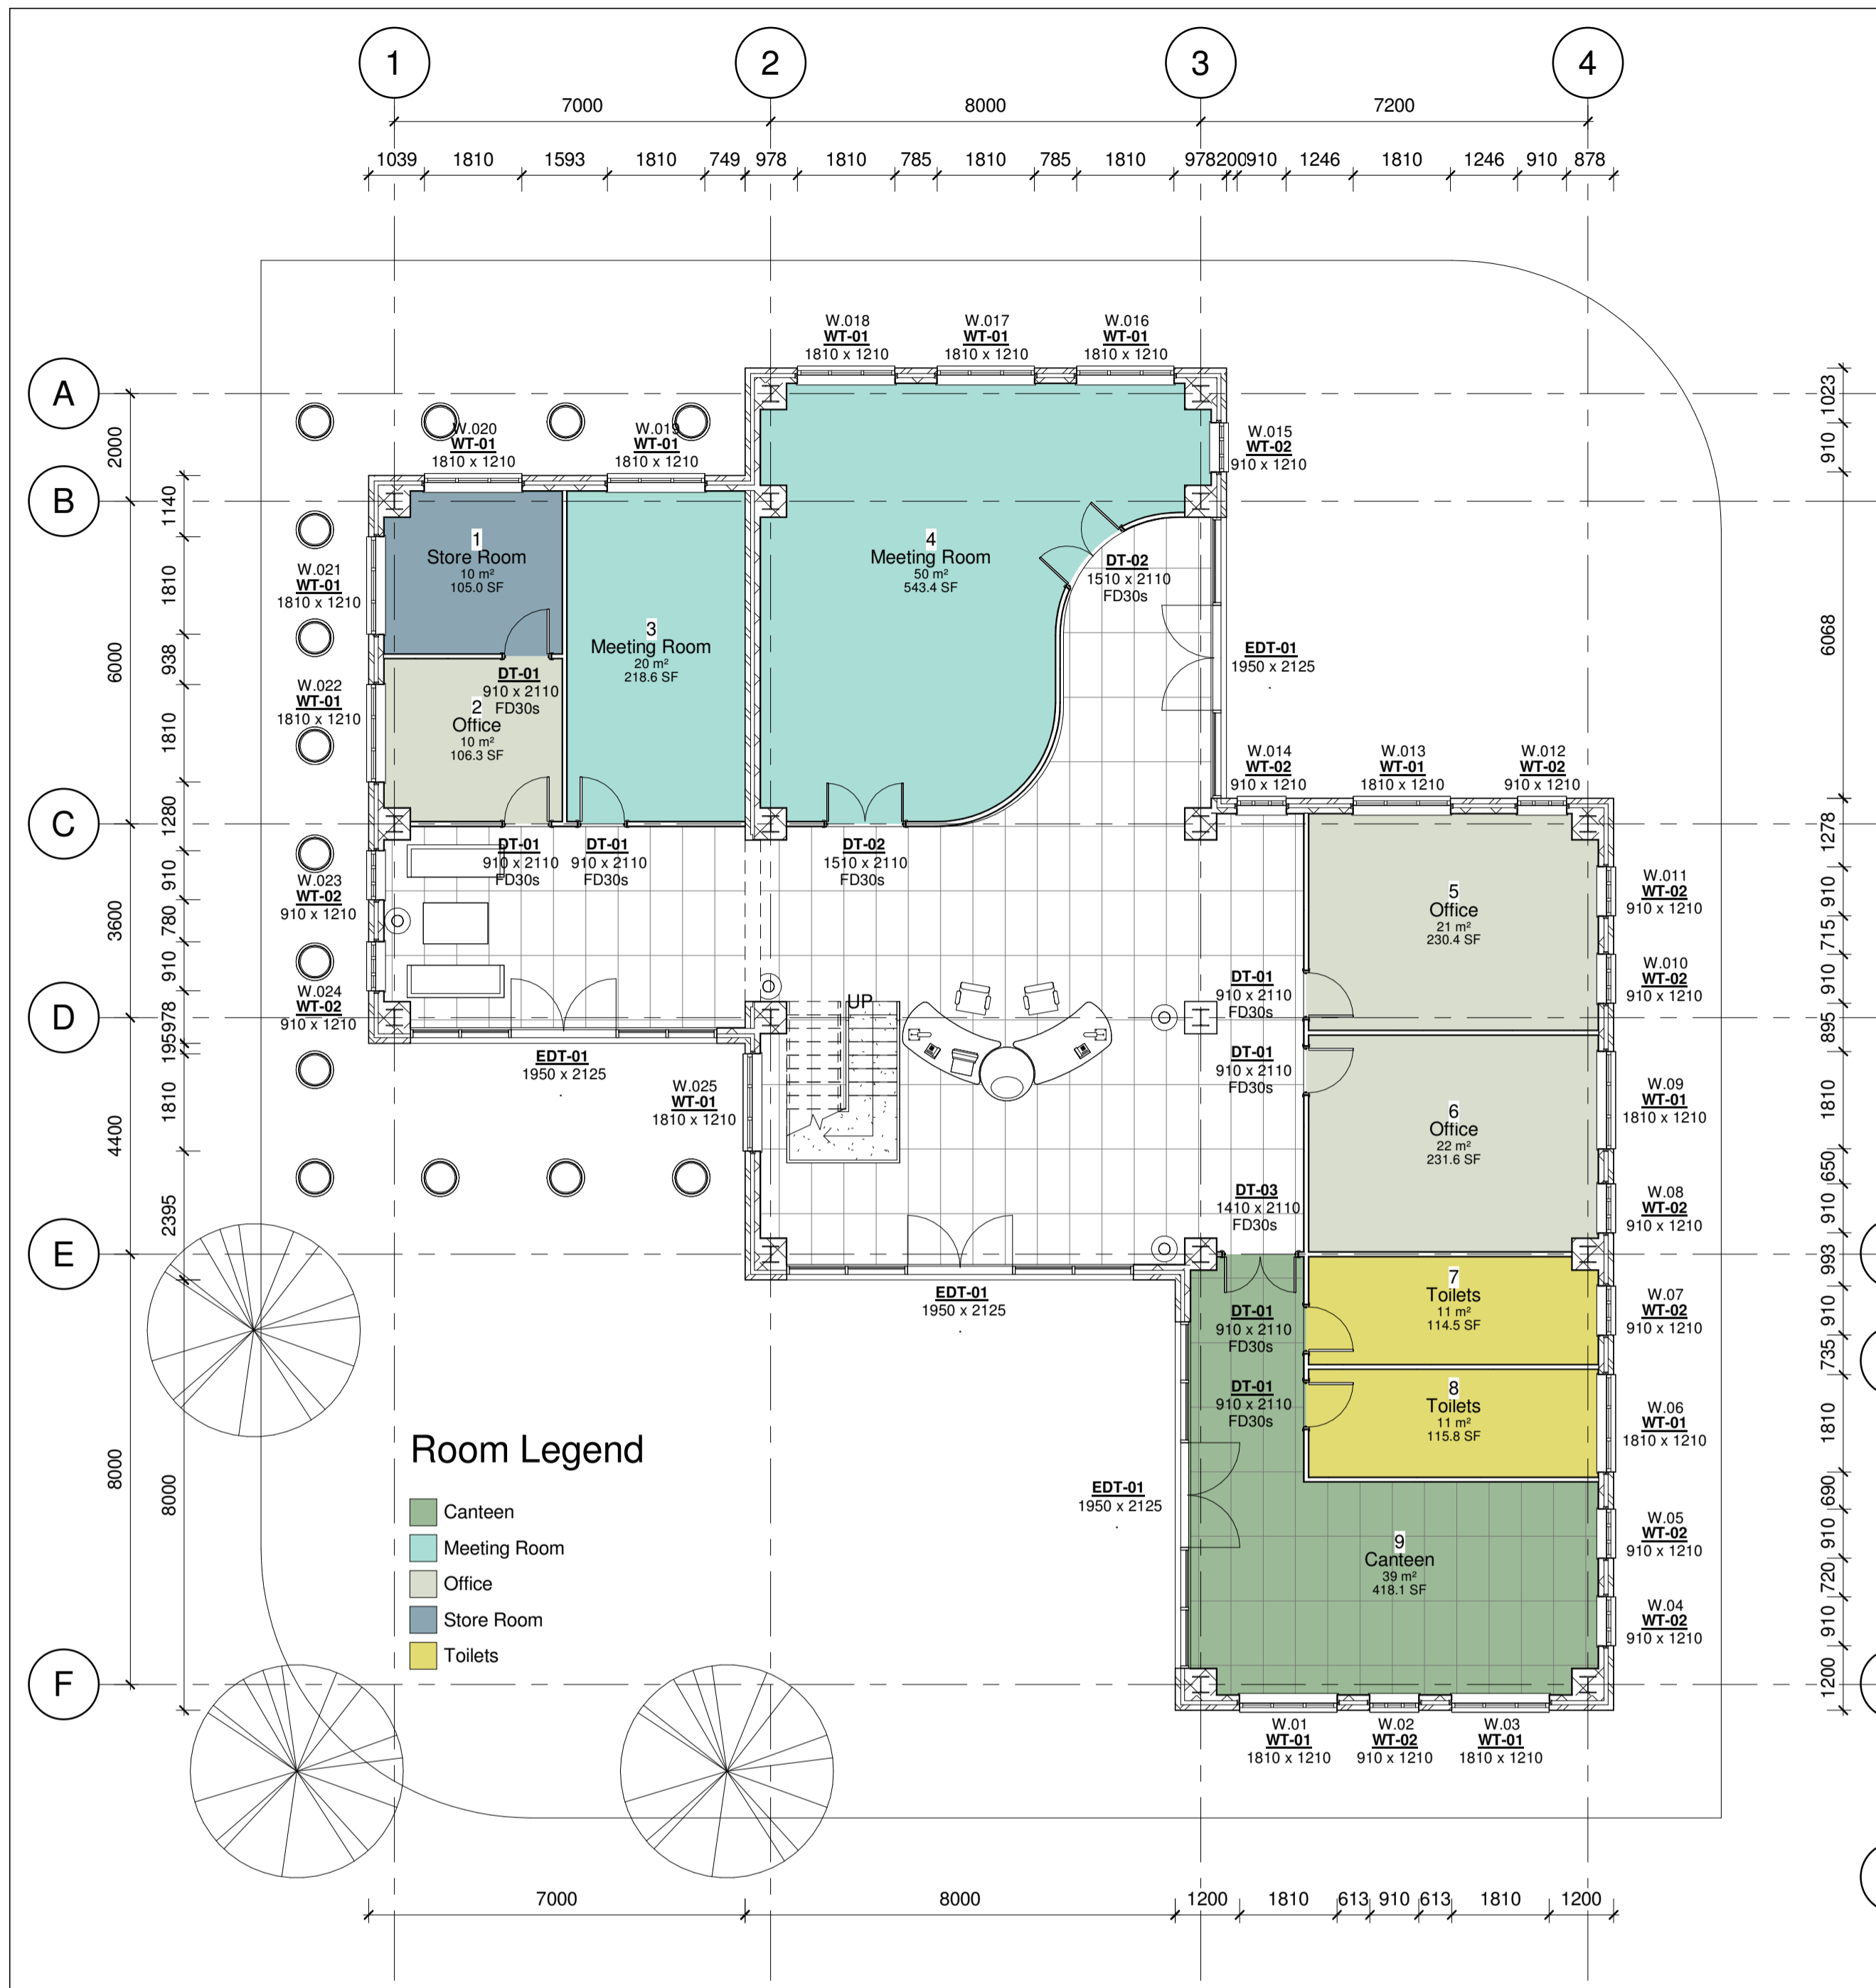 1
2
3
4
7000
8000
7200
1039
1810
1593
1810
749
978
1810
785
1810
785
1810
978
200
910
1246
1810
1246
910
878
A
B
C
D
E
F
2000
6000
3600
4400
8000
1140
1810
938
1810
1280
910
780
910
978
195
1810
2395
8000
1023
910
6068
1278
910
715
910
895
1810
650
910
993
910
735
1810
690
910
720
910
1200
W.018
WT-01
1810 x 1210
W.017
WT-01
1810 x 1210
W.016
WT-01
1810 x 1210
W.020
WT-01
1810 x 1210
W.019
WT-01
1810 x 1210
W.015
WT-02
910 x 1210
W.021
WT-01
1810 x 1210
W.022
WT-01
1810 x 1210
W.023
WT-02
910 x 1210
W.024
WT-02
910 x 1210
W.025
WT-01
1810 x 1210
1
Store Room
10 m²
105.0 SF
2
Office
10 m²
106.3 SF
3
Meeting Room
20 m²
218.6 SF
4
Meeting Room
50 m²
543.4 SF
DT-01
910 x 2110
FD30s
DT-01
910 x 2110
FD30s
DT-01
910 x 2110
FD30s
DT-02
1510 x 2110
FD30s
DT-02
1510 x 2110
FD30s
EDT-01
1950 x 2125
.
W.014
WT-02
910 x 1210
W.013
WT-01
1810 x 1210
W.012
WT-02
910 x 1210
5
Office
21 m²
230.4 SF
W.011
WT-02
910 x 1210
W.010
WT-02
910 x 1210
DT-01
910 x 2110
FD30s
UP
DT-01
910 x 2110
FD30s
6
Office
22 m²
231.6 SF
W.09
WT-01
1810 x 1210
W.08
WT-02
910 x 1210
EDT-01
1950 x 2125
.
DT-03
1410 x 2110
FD30s
EDT-01
1950 x 2125
.
7
Toilets
11 m²
114.5 SF
DT-01
910 x 2110
FD30s
W.07
WT-02
910 x 1210
8
Toilets
11 m²
115.8 SF
DT-01
910 x 2110
FD30s
W.06
WT-01
1810 x 1210
EDT-01
1950 x 2125
.
9
Canteen
39 m²
418.1 SF
W.05
WT-02
910 x 1210
W.04
WT-02
910 x 1210
W.01
WT-01
1810 x 1210
W.02
WT-02
910 x 1210
W.03
WT-01
1810 x 1210
Room Legend
Canteen
Meeting Room
Office
Store Room
Toilets
7000
8000
1200
1810
613
910
613
1810
1200